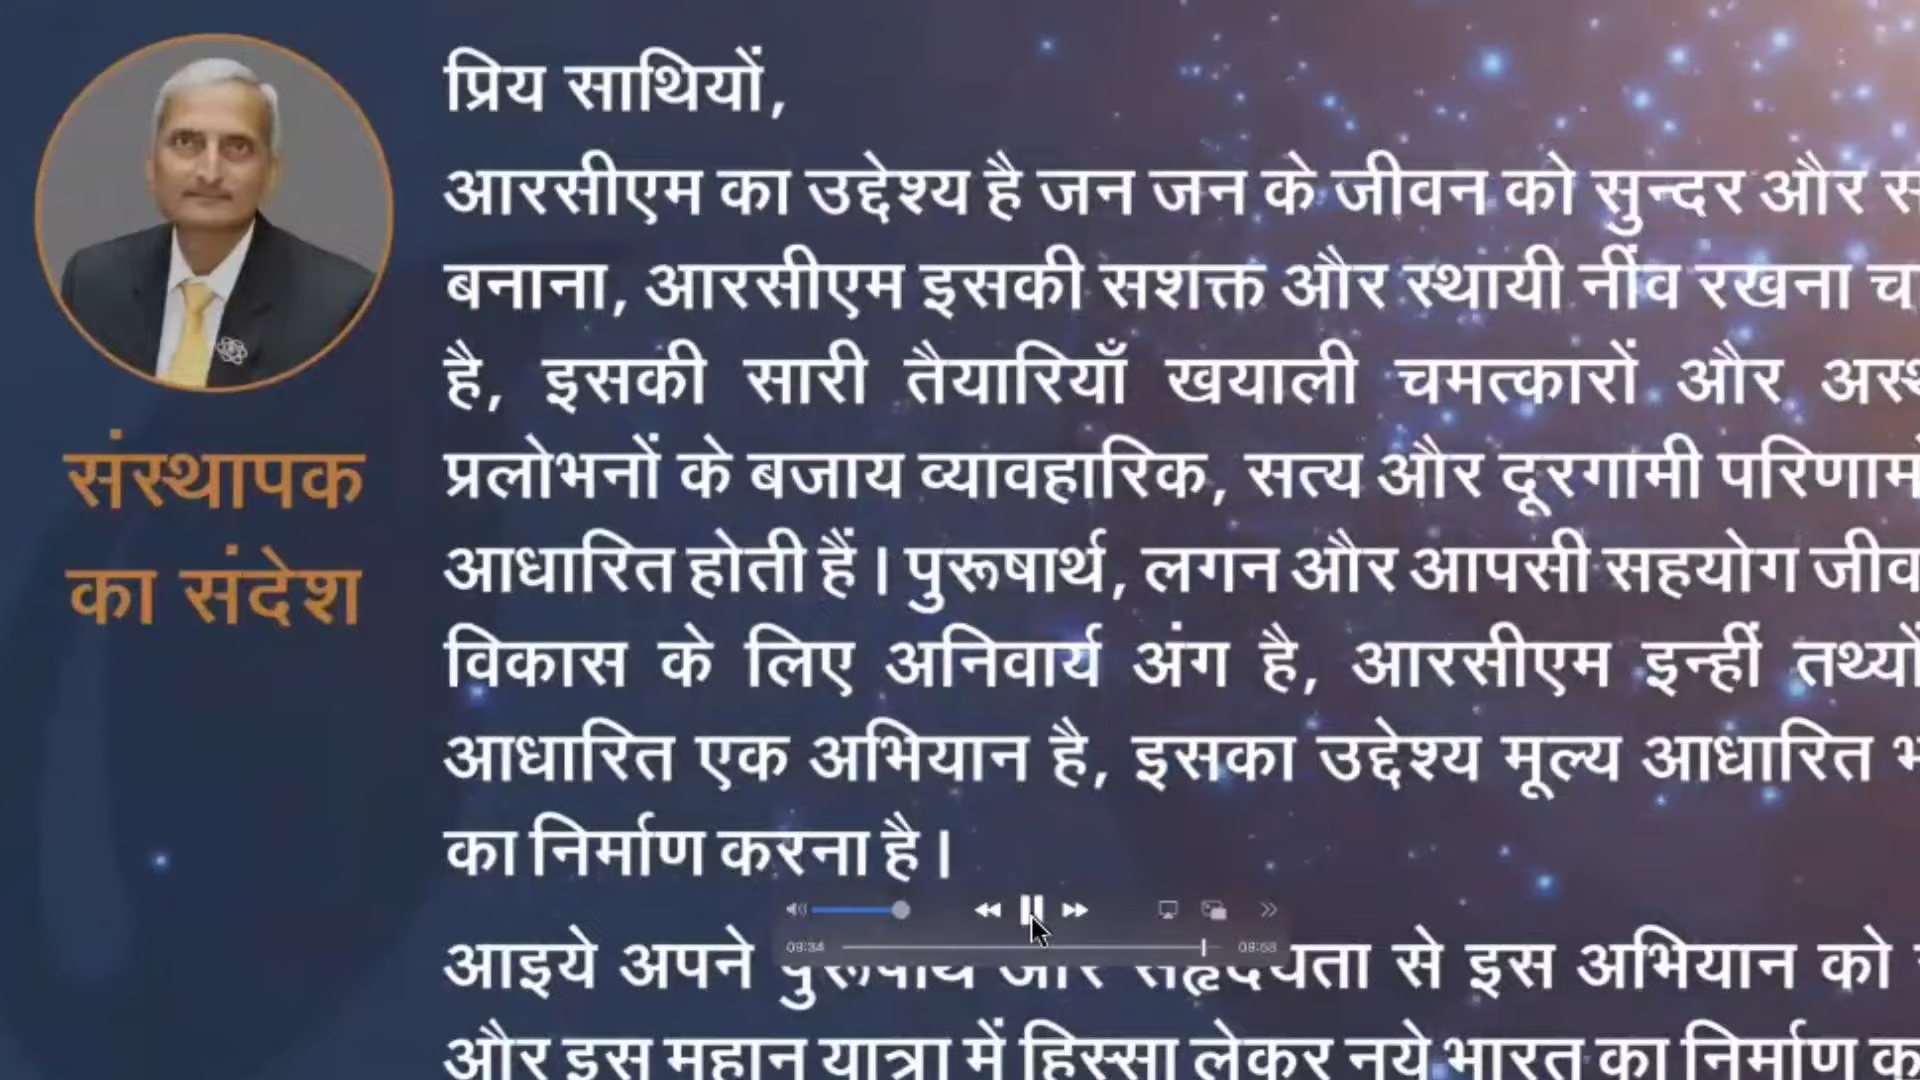 प्रिय साथियों,
आरसीएम का उद्देश्य है जन जन के जीवन को सुन्दर और
बनाना, आरसीएम इसकी सशक्त और स्थायी नींव रखना
है, इसकी सारी तैयारियाँ खयाली चमत्कारों और
प्रलोभनों के बजाय व्यावहारिक, सत्य और दूरगामी
आधारित होती हैं। पुरूषार्थ, लगन और आपसी सहयोग
विकास के लिए अनिवार्य अंग है, आरसीएम इन्हीं
आधारित एक अभियान है, इसका उद्देश्य मूल्य आधारित
का निर्माण करना है।
आइये अपने से इस अभियान को
और इस महान यात्रा में हिस्सा लेकर नये भारत का निर्माण
संस्थापक
का संदेश
09:34